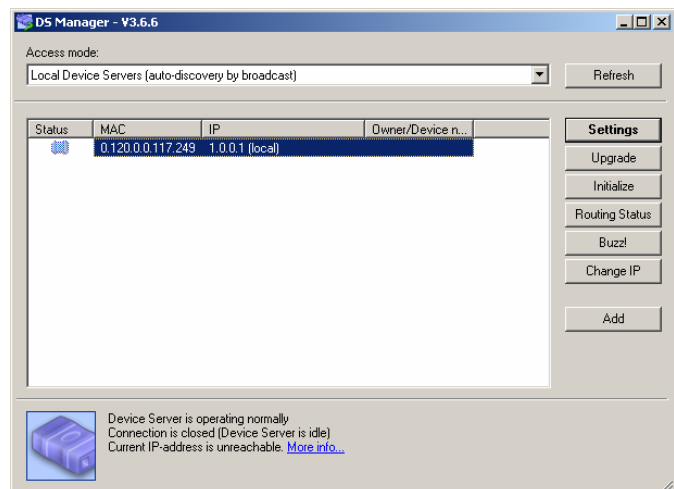 DS Manager - V3.6.6
Access mode:
Local Device Servers (auto-discovery by broadcast)
Refresh
Status MAC IP Owner/Device n...
0.120.0.0.117.249 1.0.0.1 (local)
Settings
Upgrade
Initialize
Routing Status
Buzz!
Change IP
Add
Device Server is operating normally
Connection is closed (Device Server is idle)
Current IP-address is unreachable. More info...